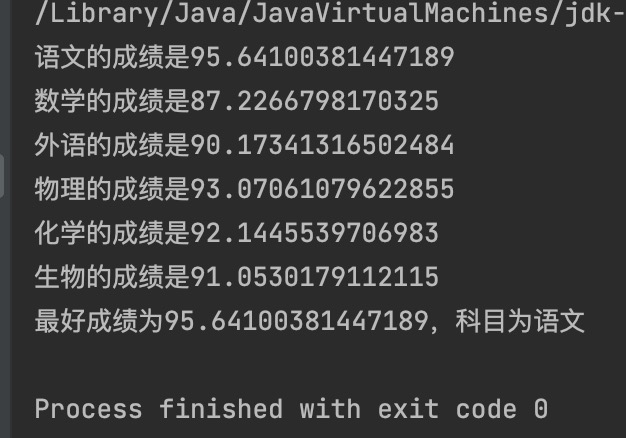 /Library/Java/JavaVirtualMachines/jdk-
语文的成绩是95.64100381447189
数学的成绩是87.2266798170325
外语的成绩是90.17341316502484
物理的成绩是93.07061079622855
化学的成绩是92.1445539706983
生物的成绩是91.0530179112115
最好成绩为95.64100381447189，科目为语文
Process finished with exit code 0